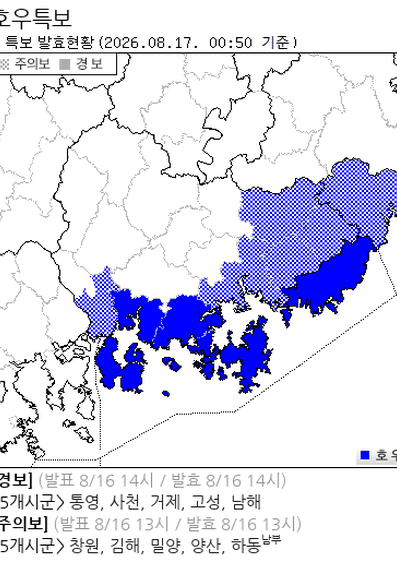 호우특보
특보 발효현황 (2026.08.17. 00:50 기준)
주의보 경보
호우
경보] (발표 8/16 14시 / 발효 8/16 14시)
5개시군> 통영, 사천, 거제, 고성, 남해
주의보] (발표 8/16 13시 / 발효 8/16 13시)
5개시군> 창원, 김해, 밀양, 양산, 하동남부